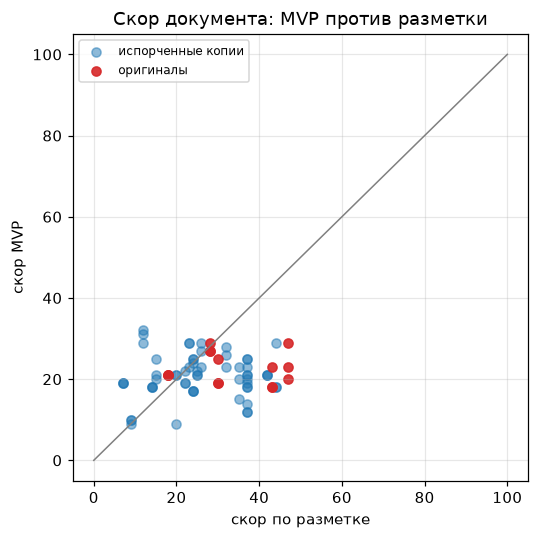 Скор документа: MVP против разметки
испорченные копии
оригиналы
100
80
60
40
20
0
скор MVP
0 20 40 60 80 100
скор по разметке